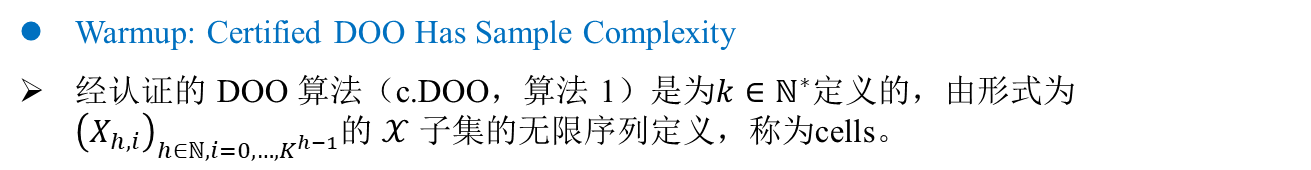 Warmup: Certified DOO Has Sample Complexity
经认证的 DOO 算法（c.DOO，算法 1）是为k ∈ ℕ*定义的，由形式为
(X_{h,i})_{h∈ℕ,i=0,…,K^{h−1}}的 𝒳 子集的无限序列定义，称为cells。